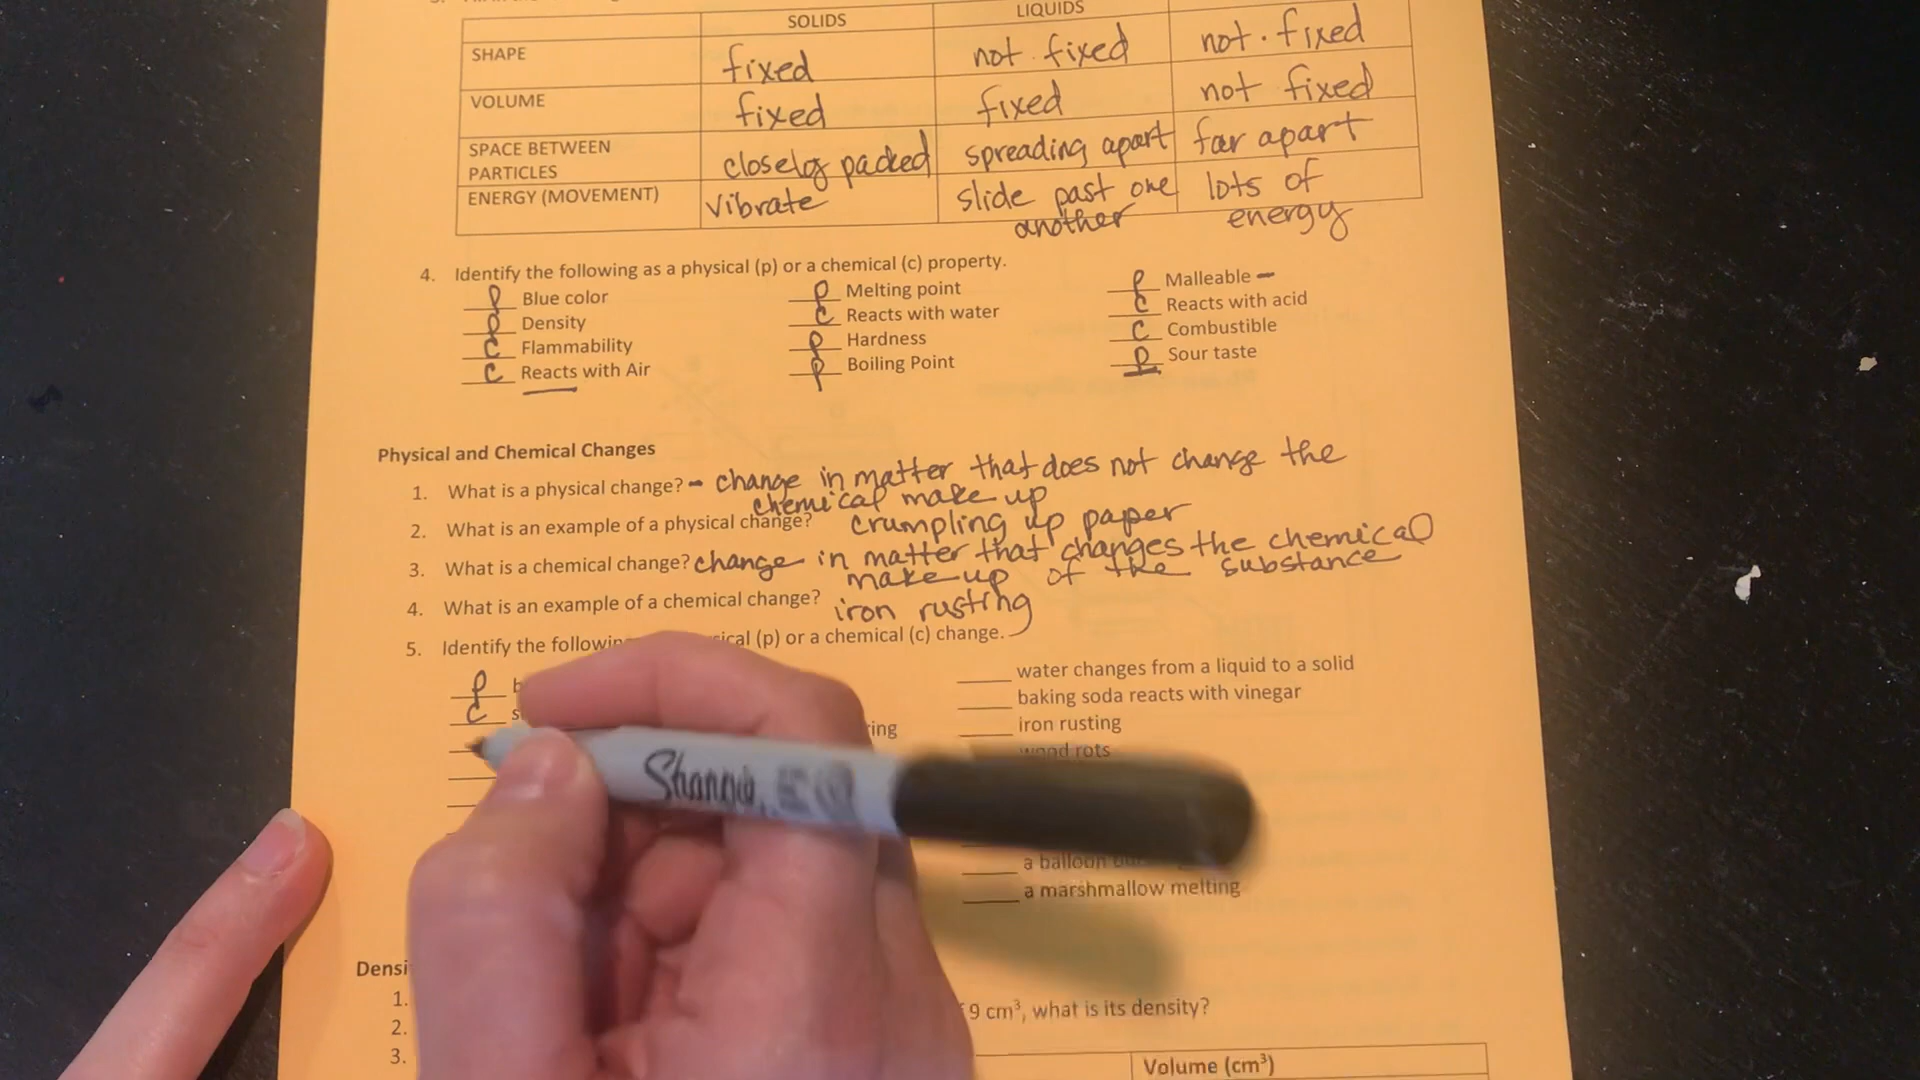 SOLIDS LIQUIDS
SHAPE fixed not fixed not fixed
VOLUME fixed fixed not fixed
SPACE BETWEEN PARTICLES closely packed spreading apart far apart
ENERGY (MOVEMENT) vibrate slide past one another lots of energy
4. Identify the following as a physical (p) or a chemical (c) property.
p Blue color
p Density
c Flammability
c Reacts with Air
p Melting point
c Reacts with water
p Hardness
p Boiling Point
p Malleable -
c Reacts with acid
c Combustible
p Sour taste
Physical and Chemical Changes
1. What is a physical change? - change in matter that does not change the
chemical make up
2. What is an example of a physical change? crumpling up paper
3. What is a chemical change? change in matter that changes the chemical
make up of the substance
4. What is an example of a chemical change? iron rusting
5. Identify the (p) or a chemical (c) change.
p
c
water changes from a liquid to a solid
baking soda reacts with vinegar
iron rusting
wood rots
a balloon
a marshmallow melting
Sharpie
1. 9 cm³, what is its density?
2.
3.
Volume (cm³)